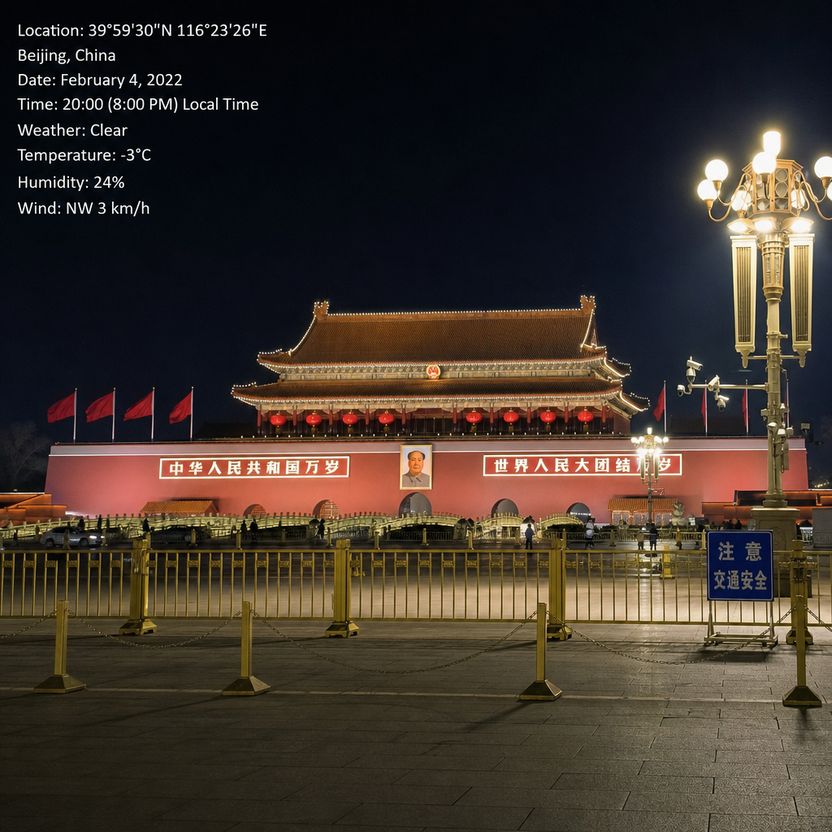 Location: 39°59'30"N 116°23'26"E
Beijing, China
Date: February 4, 2022
Time: 20:00 (8:00 PM) Local Time
Weather: Clear
Temperature: -3°C
Humidity: 24%
Wind: NW 3 km/h
中华人民共和国万岁
世界人民大团结 岁
注意
交通安全